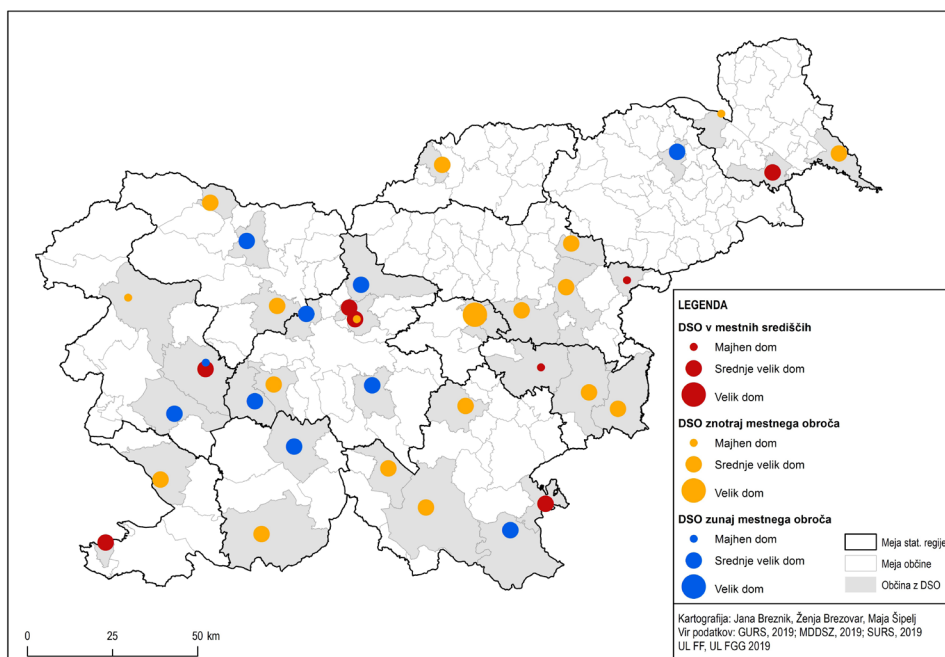 LEGENDA
DSO v mestnih središčih
Majhen dom
Srednje velik dom
Velik dom
DSO znotraj mestnega obroča
Majhen dom
Srednje velik dom
Velik dom
DSO zunaj mestnega obroča
Majhen dom
Srednje velik dom
Velik dom
Meja stat. regije
Meja občine
Občina z DSO
Kartografija: Jana Breznik, Ženja Brezovar, Maja Šipelj
Vir podatkov: GURS, 2019; MDDSZ, 2019; SURS, 2019
UL FF, UL FGG 2019
0 25 50 km